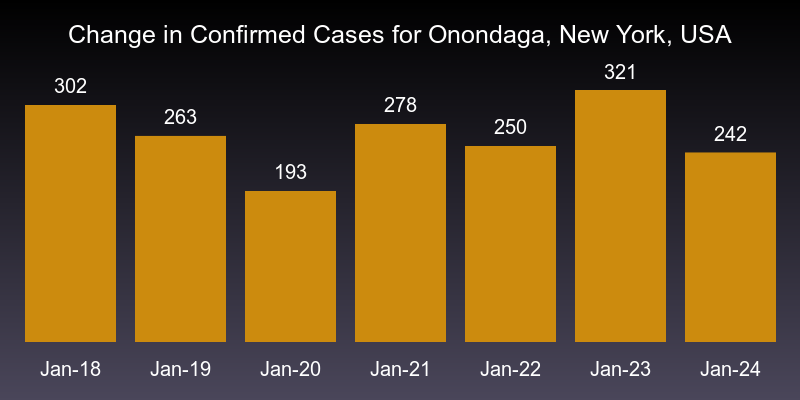 Change in Confirmed Cases for Onondaga, New York, USA
302
263
193
278
250
321
242
Jan-18
Jan-19
Jan-20
Jan-21
Jan-22
Jan-23
Jan-24